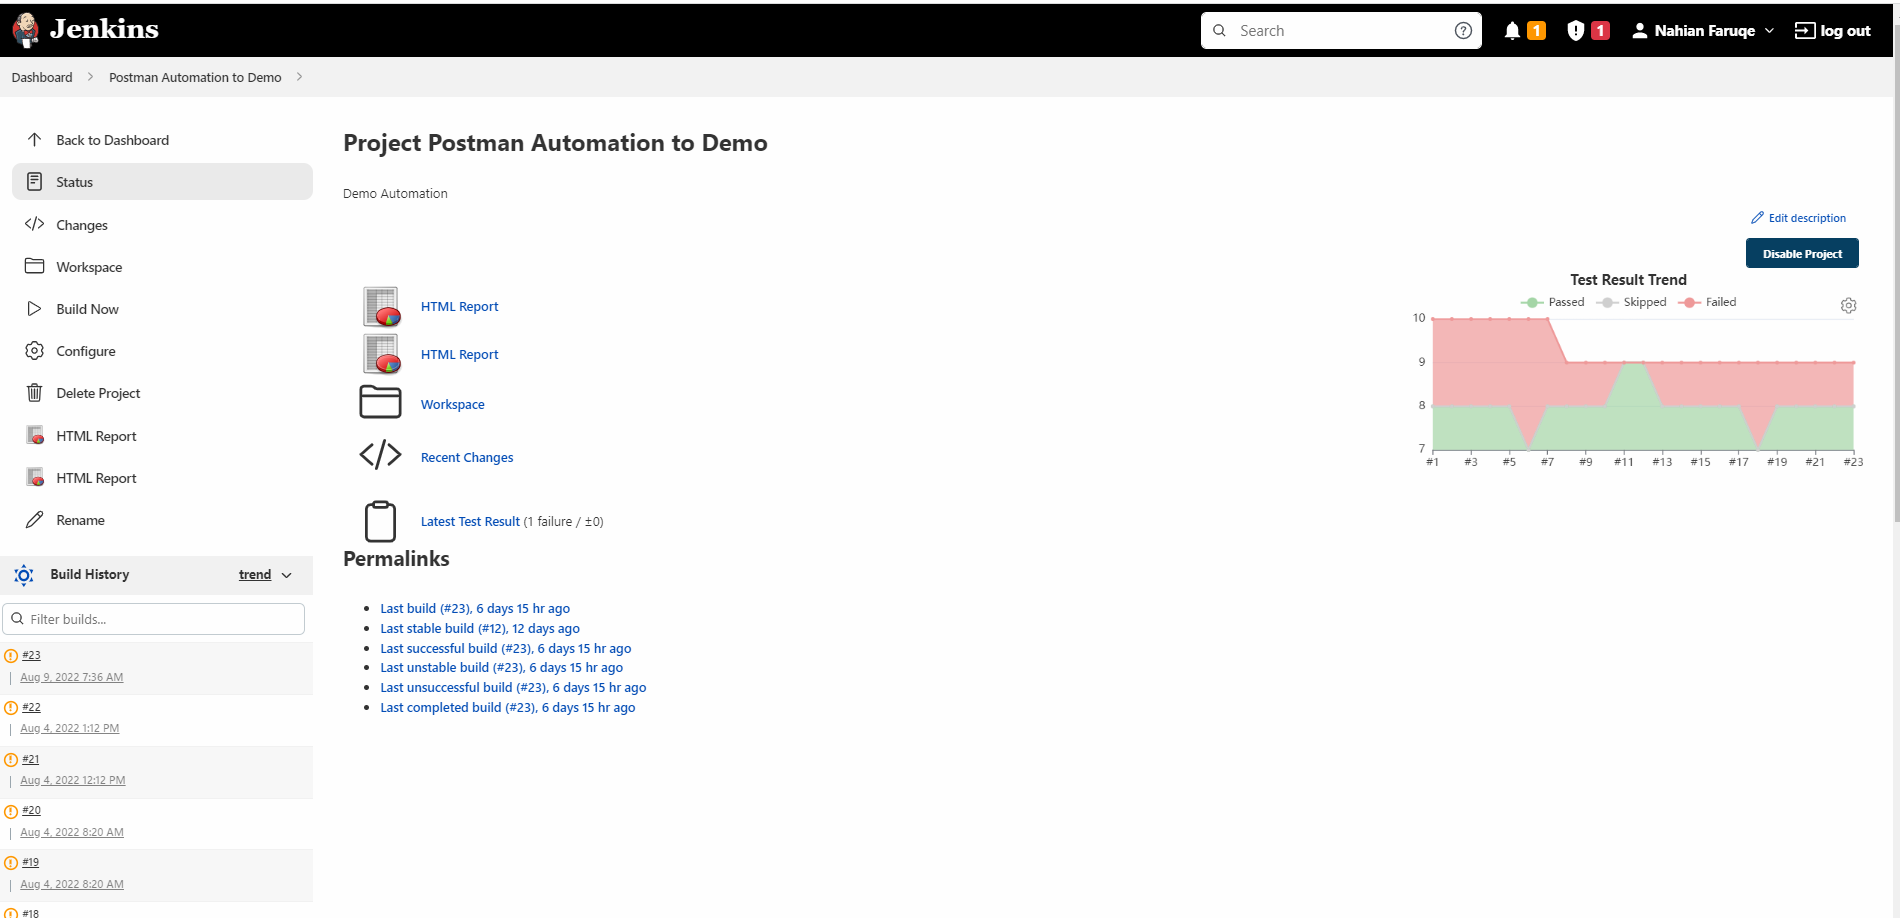 Jenkins
Search
1
1
Nahian Faruqe
log out
Dashboard
Postman Automation to Demo
Back to Dashboard
Status
Changes
Workspace
Build Now
Configure
Delete Project
HTML Report
HTML Report
Rename
Build History
trend
Filter builds...
#23
Aug 9, 2022 7:36 AM
#22
Aug 4, 2022 1:12 PM
#21
Aug 4, 2022 12:12 PM
#20
Aug 4, 2022 8:20 AM
#19
Aug 4, 2022 8:20 AM
#18
Project Postman Automation to Demo
Demo Automation
Edit description
Disable Project
HTML Report
HTML Report
Workspace
Recent Changes
Latest Test Result (1 failure / ±0)
Permalinks
Last build (#23), 6 days 15 hr ago
Last stable build (#12), 12 days ago
Last successful build (#23), 6 days 15 hr ago
Last unstable build (#23), 6 days 15 hr ago
Last unsuccessful build (#23), 6 days 15 hr ago
Last completed build (#23), 6 days 15 hr ago
Test Result Trend
Passed Skipped Failed
10
9
8
7
#1 #3 #5 #7 #9 #11 #13 #15 #17 #19 #21 #23